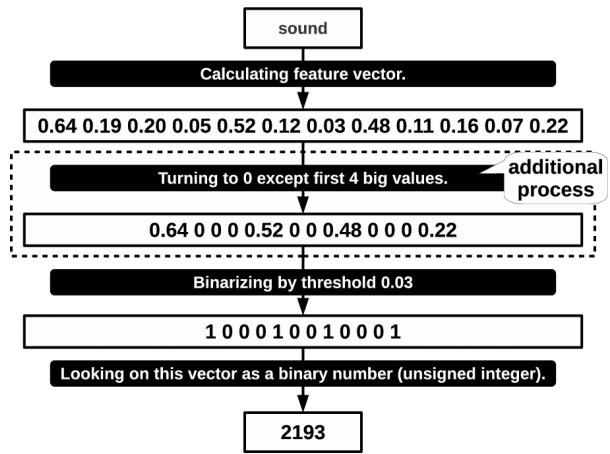 sound
Calculating feature vector.
0.64 0.19 0.20 0.05 0.52 0.12 0.03 0.48 0.11 0.16 0.07 0.22
additional
process
Turning to 0 except first 4 big values.
0.64 0 0 0 0.52 0 0 0.48 0 0 0 0.22
Binarizing by threshold 0.03
1 0 0 0 1 0 0 1 0 0 0 1
Looking on this vector as a binary number (unsigned integer).
2193